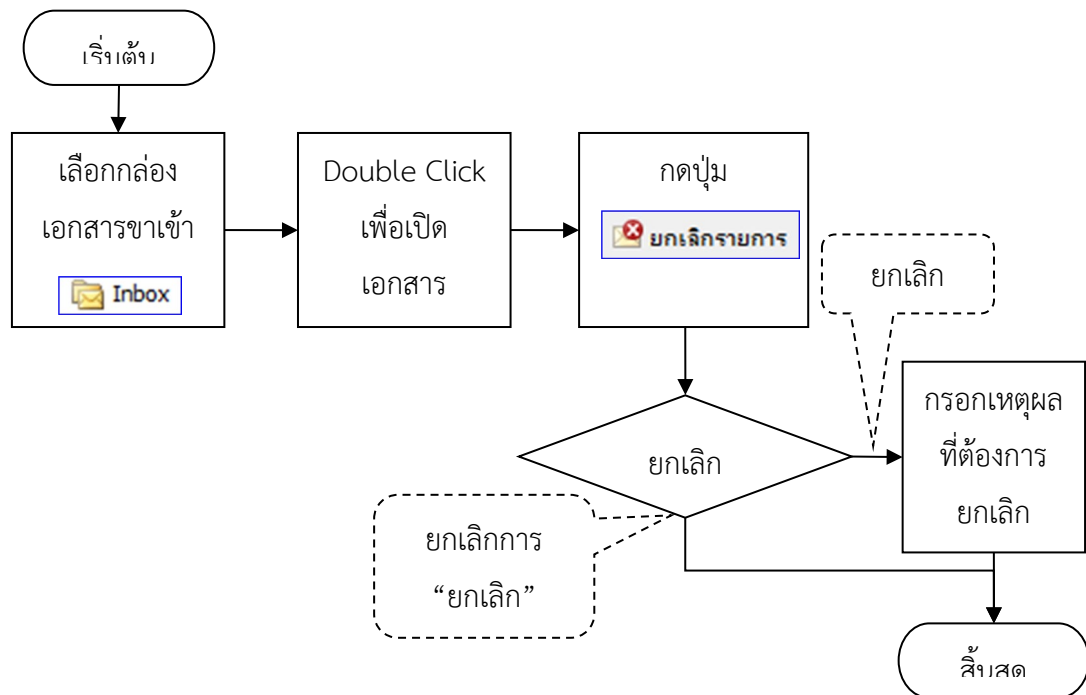 เริ่มต้น
เลือกกล่อง
เอกสารขาเข้า
Inbox
Double Click
เพื่อเปิด
เอกสาร
กดปุ่ม
ยกเลิกรายการ
ยกเลิก
ยกเลิก
กรอกเหตุผล
ที่ต้องการ
ยกเลิก
ยกเลิกการ
“ยกเลิก”
สิ้นสุด